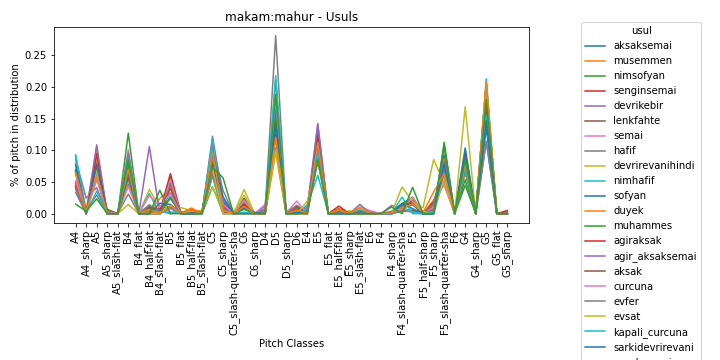 makam:mahur - Usuls
% of pitch in distribution
0.25
0.20
0.15
0.10
0.05
0.00
A4
A4_sharp
A5
A5_sharp
A5_slash-flat
B4
B4_flat
B4_half-flat
B4_slash-flat
B5
B5_flat
B5_half-flat
B5_slash-flat
C5
C5_sharp
C5_slash-quarter-sha
C6
C6_sharp
D4
D5
D5_sharp
D6
E4
E5
E5_flat
E5_half-flat
E5_sharp
E5_slash-flat
E6
F4
F4_sharp
F4_slash-quarter-sha
F5
F5_half-sharp
F5_sharp
F5_slash-quarter-sha
F6
G4
G4_sharp
G5
G5_flat
G5_sharp
Pitch Classes
usul
aksaksemai
musemmen
nimsofyan
senginsemai
devrikebir
lenkfahte
semai
hafif
devrirevanihindi
nimhafif
sofyan
duyek
muhammes
agiraksak
agir_aksaksemai
aksak
curcuna
evfer
evsat
kapali_curcuna
sarkidevrirevani